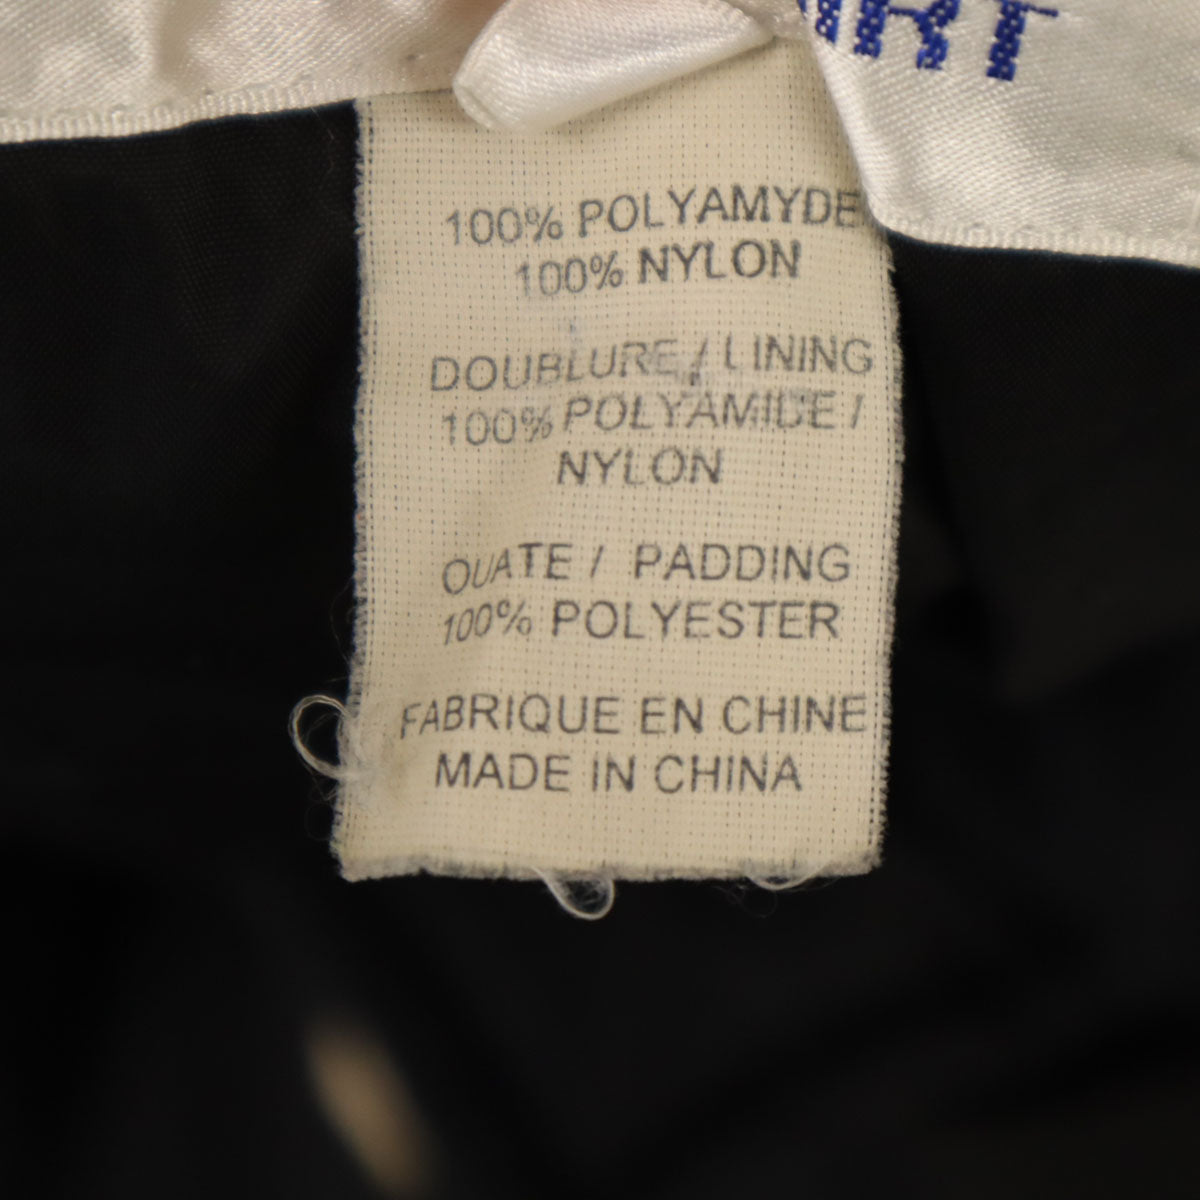 100% POLYAMYDE
100% NYLON
DOUBLURE / LINING
100% POLYAMIDE /
NYLON
OUATE / PADDING
100% POLYESTER
FABRIQUE EN CHINE
MADE IN CHINA